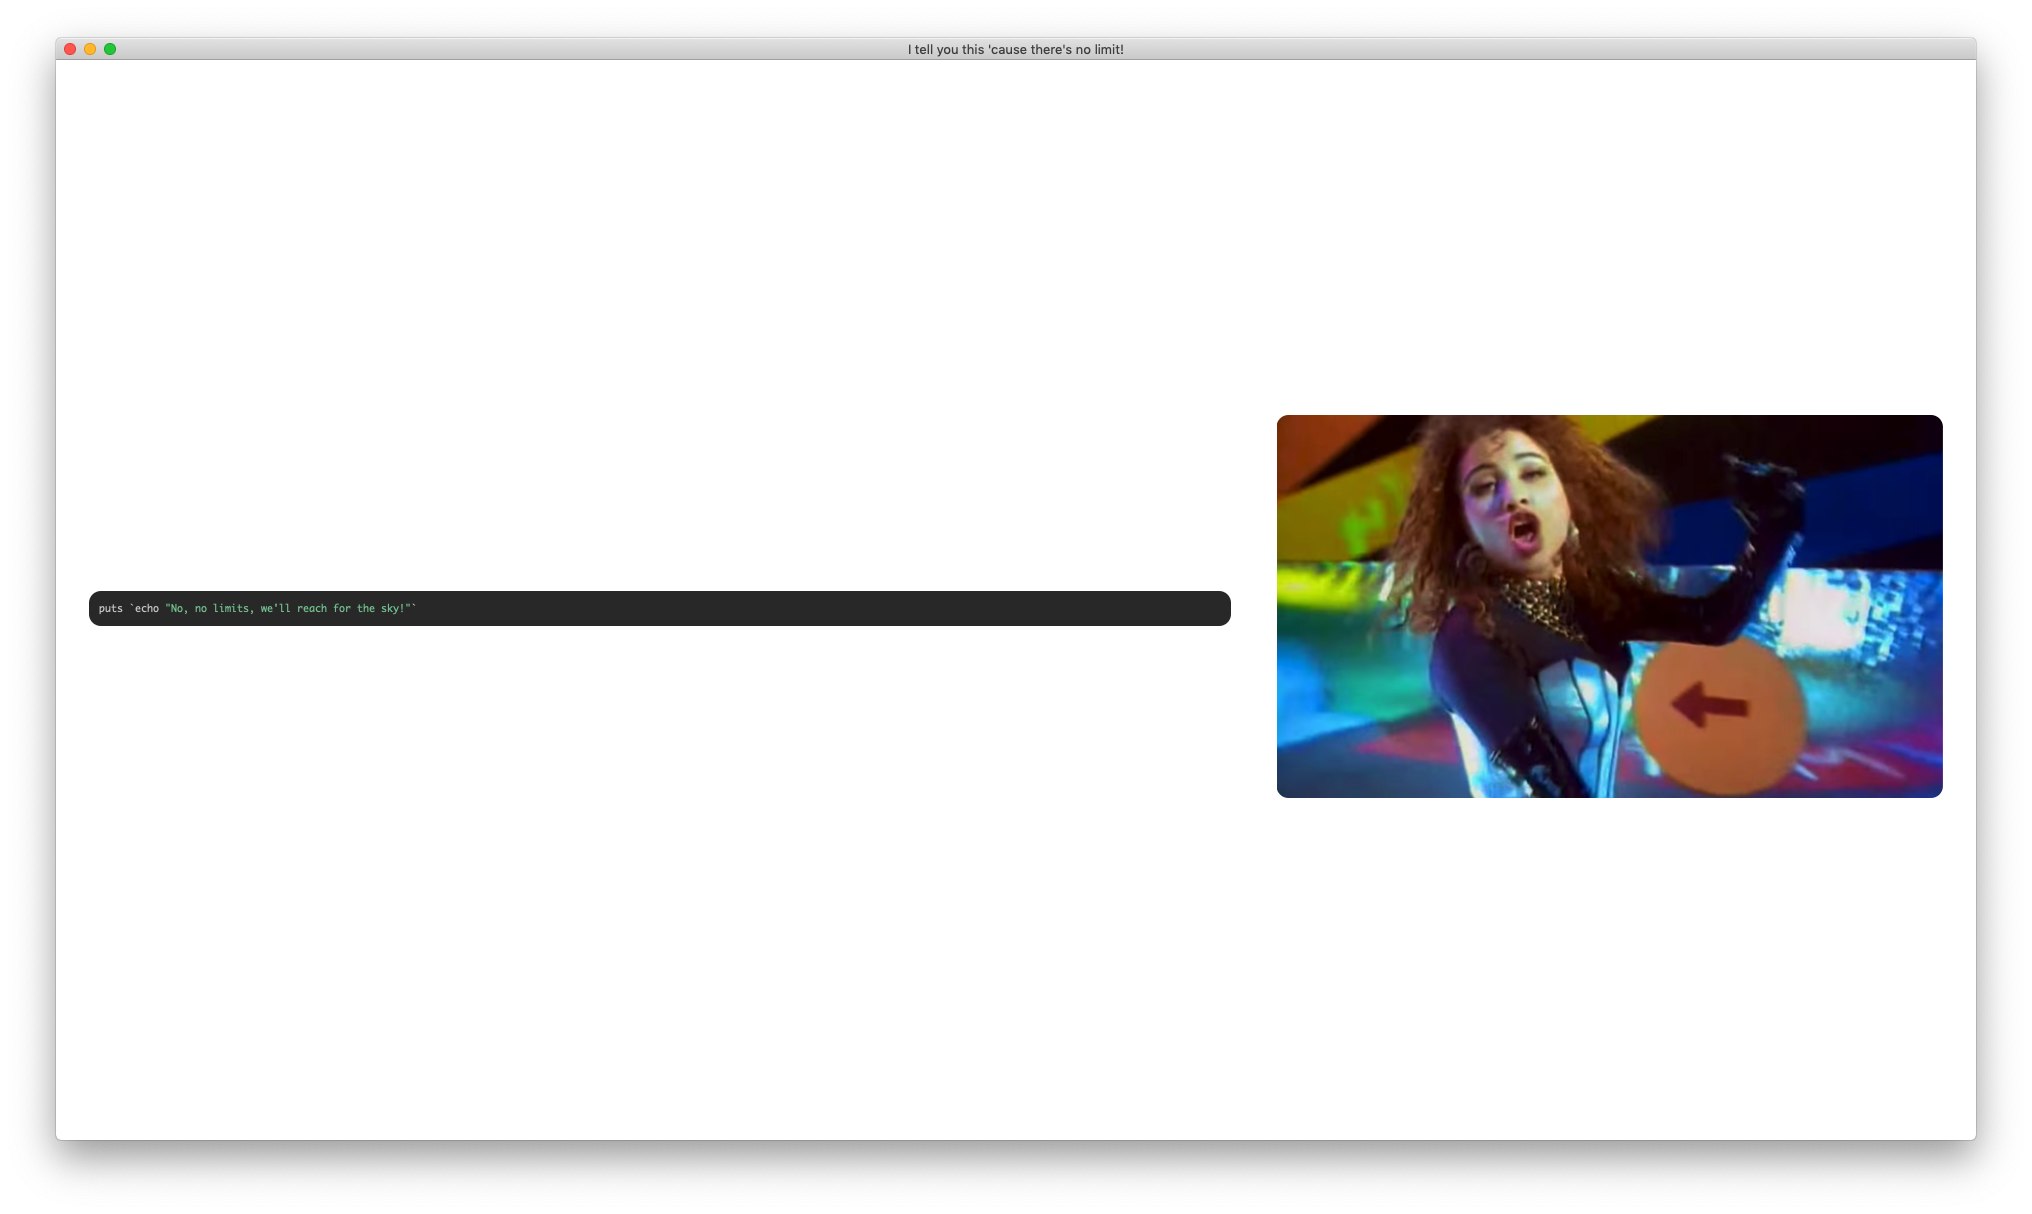 I tell you this 'cause there's no limit!
puts `echo "No, no limits, we'll reach for the sky!"`